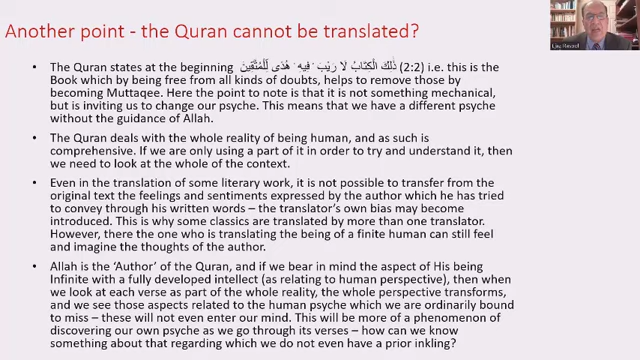 Another point - the Quran cannot be translated?
• The Quran states at the beginning ذَٰلِكَ الْكِتَابُ لَا رَيْبَ ۛ فِيهِ ۛ هُدًى لِّلْمُتَّقِينَ (2:2) i.e. this is the
Book which by being free from all kinds of doubts, helps to remove those by
becoming Muttaqee. Here the point to note is that it is not something mechanical,
but is inviting us to change our psyche. This means that we have a different psyche
without the guidance of Allah.
• The Quran deals with the whole reality of being human, and as such is
comprehensive. If we are only using a part of it in order to try and understand it, then
we need to look at the whole of the context.
• Even in the translation of some literary work, it is not possible to transfer from the
original text the feelings and sentiments expressed by the author which he has tried
to convey through his written words – the translator's own bias may become
introduced. This is why some classics are translated by more than one translator.
However, there the one who is translating the being of a finite human can still feel
and imagine the thoughts of the author.
• Allah is the 'Author' of the Quran, and if we bear in mind the aspect of His being
Infinite with a fully developed intellect (as relating to human perspective), then when
we look at each verse as part of the whole reality, the whole perspective transforms,
and we see those aspects related to the human psyche which we are ordinarily bound
to miss – these will not even enter our mind. This will be more of a phenomenon of
discovering our own psyche as we go through its verses – how can we know
something about that regarding which we do not even have a prior inkling?